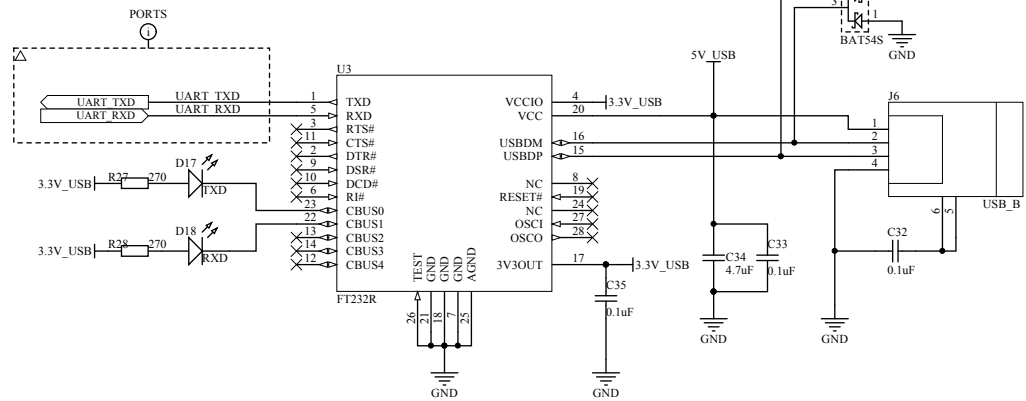 PORTS
i
3
1
BAT54S
GND
5V_USB
U3
J6
UART_TXD UART_TXD 1 TXD VCCIO 4 3.3V_USB
UART_RXD UART_RXD 5 RXD VCC 20
3 RTS#
11 CTS# USBDM 16
2 DTR# USBDP 15
9 DSR#
10 DCD# NC 8
6 RI# RESET# 19
23 CBUS0 NC 24
22 CBUS1 OSCI 27
13 CBUS2 OSCO 28
14 CBUS3
12 CBUS4 3V3OUT 17 3.3V_USB
1
2
3
4
6 5
USB_B
3.3V_USB R27 270 D17 TXD
3.3V_USB R28 270 D18 RXD
TEST GND GND GND AGND
FT232R
26 21 18 7 25
GND
C35
0.1uF
GND
C34
4.7uF
C33
0.1uF
GND
C32
0.1uF
GND